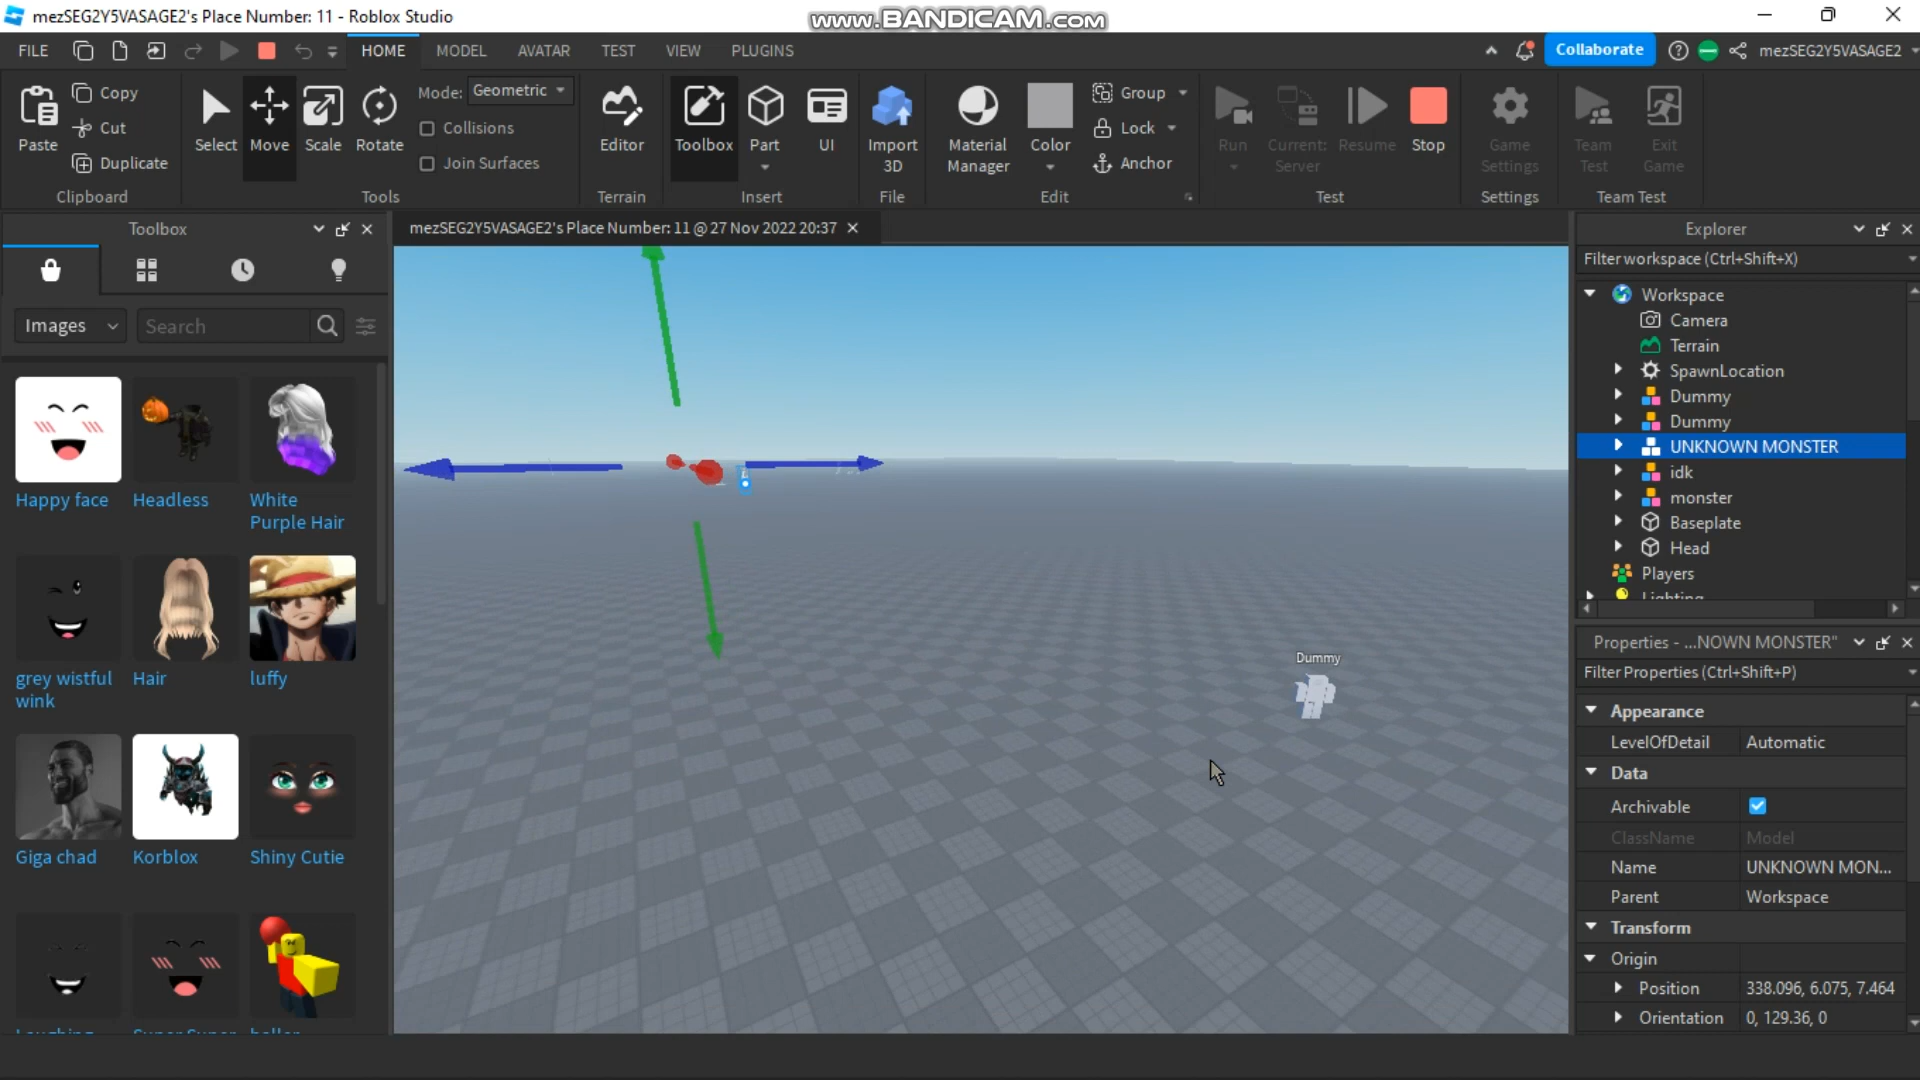 mezSEG2Y5VASAGE2's Place Number: 11 - Roblox Studio
www.BANDICAM.com
FILE
HOME
MODEL
AVATAR
TEST
VIEW
PLUGINS
Collaborate
mezSEG2Y5VASAGE2
Paste
Copy
Cut
Duplicate
Clipboard
Select
Move
Scale
Rotate
Mode: Geometric
Collisions
Join Surfaces
Tools
Editor
Terrain
Toolbox
Part
UI
Insert
Import
3D
File
Material
Manager
Color
Group
Lock
Anchor
Edit
Run
Current:
Server
Resume
Stop
Test
Game
Settings
Settings
Team
Test
Exit
Game
Team Test
Toolbox
Images
Search
Happy face
Headless
White
Purple Hair
grey wistful
wink
Hair
luffy
Giga chad
Korblox
Shiny Cutie
mezSEG2Y5VASAGE2's Place Number: 11 @ 27 Nov 2022 20:37
Dummy
Explorer
Filter workspace (Ctrl+Shift+X)
Workspace
Camera
Terrain
SpawnLocation
Dummy
Dummy
UNKNOWN MONSTER
idk
monster
Baseplate
Head
Players
Lighting
Properties - ...NOWN MONSTER"
Filter Properties (Ctrl+Shift+P)
Appearance
LevelOfDetail Automatic
Data
Archivable
ClassName Model
Name UNKNOWN MON...
Parent Workspace
Transform
Origin
Position 338.096, 6.075, 7.464
Orientation 0, 129.36, 0